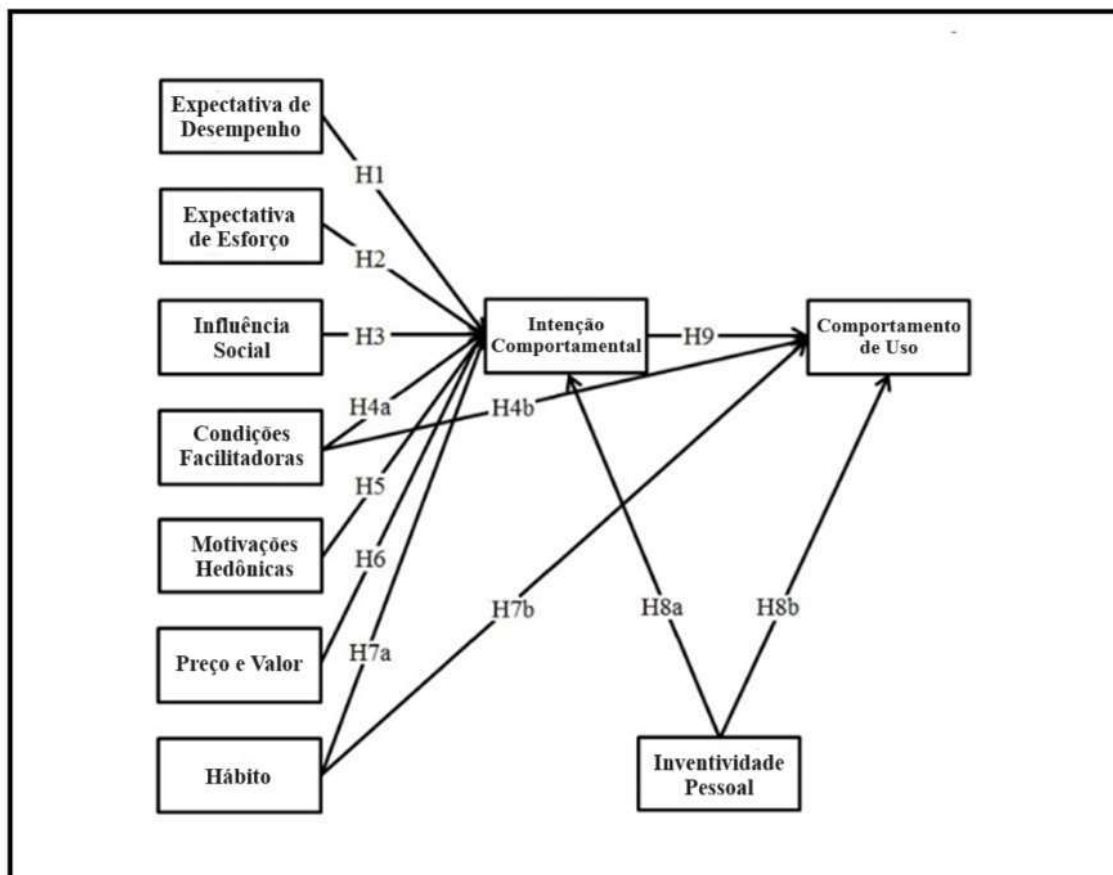 Expectativa de
Desempenho
H1
Expectativa
de Esforço
H2
Influência
Social
H3
Intenção
Comportamental
H9
Comportamento
de Uso
Condições
Facilitadoras
H4a
H4b
Motivações
Hedônicas
H5
H6
Preço e Valor
H7a
H7b
H8a
H8b
Hábito
Inventividade
Pessoal